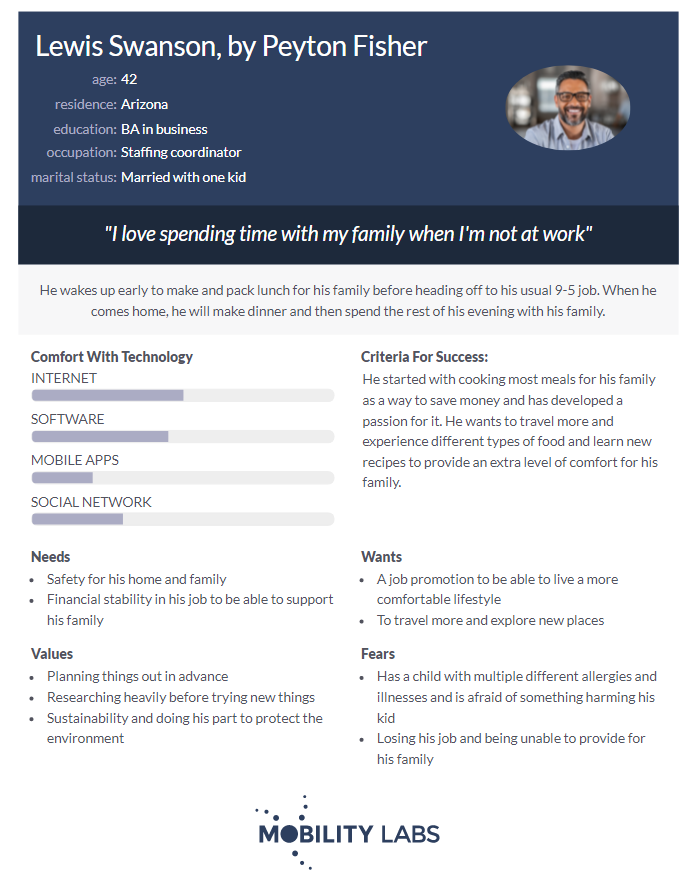 Lewis Swanson, by Peyton Fisher
age: 42
residence: Arizona
education: BA in business
occupation: Staffing coordinator
marital status: Married with one kid
"I love spending time with my family when I'm not at work"
He wakes up early to make and pack lunch for his family before heading off to his usual 9-5 job. When he
comes home, he will make dinner and then spend the rest of his evening with his family.
Comfort With Technology
INTERNET
SOFTWARE
MOBILE APPS
SOCIAL NETWORK
Criteria For Success:
He started with cooking most meals for his family
as a way to save money and has developed a
passion for it. He wants to travel more and
experience different types of food and learn new
recipes to provide an extra level of comfort for his
family.
Needs
• Safety for his home and family
• Financial stability in his job to be able to support
his family
Wants
• A job promotion to be able to live a more
comfortable lifestyle
• To travel more and explore new places
Values
• Planning things out in advance
• Researching heavily before trying new things
• Sustainability and doing his part to protect the
environment
Fears
• Has a child with multiple different allergies and
illnesses and is afraid of something harming his
kid
• Losing his job and being unable to provide for
his family
MOBILITY LABS